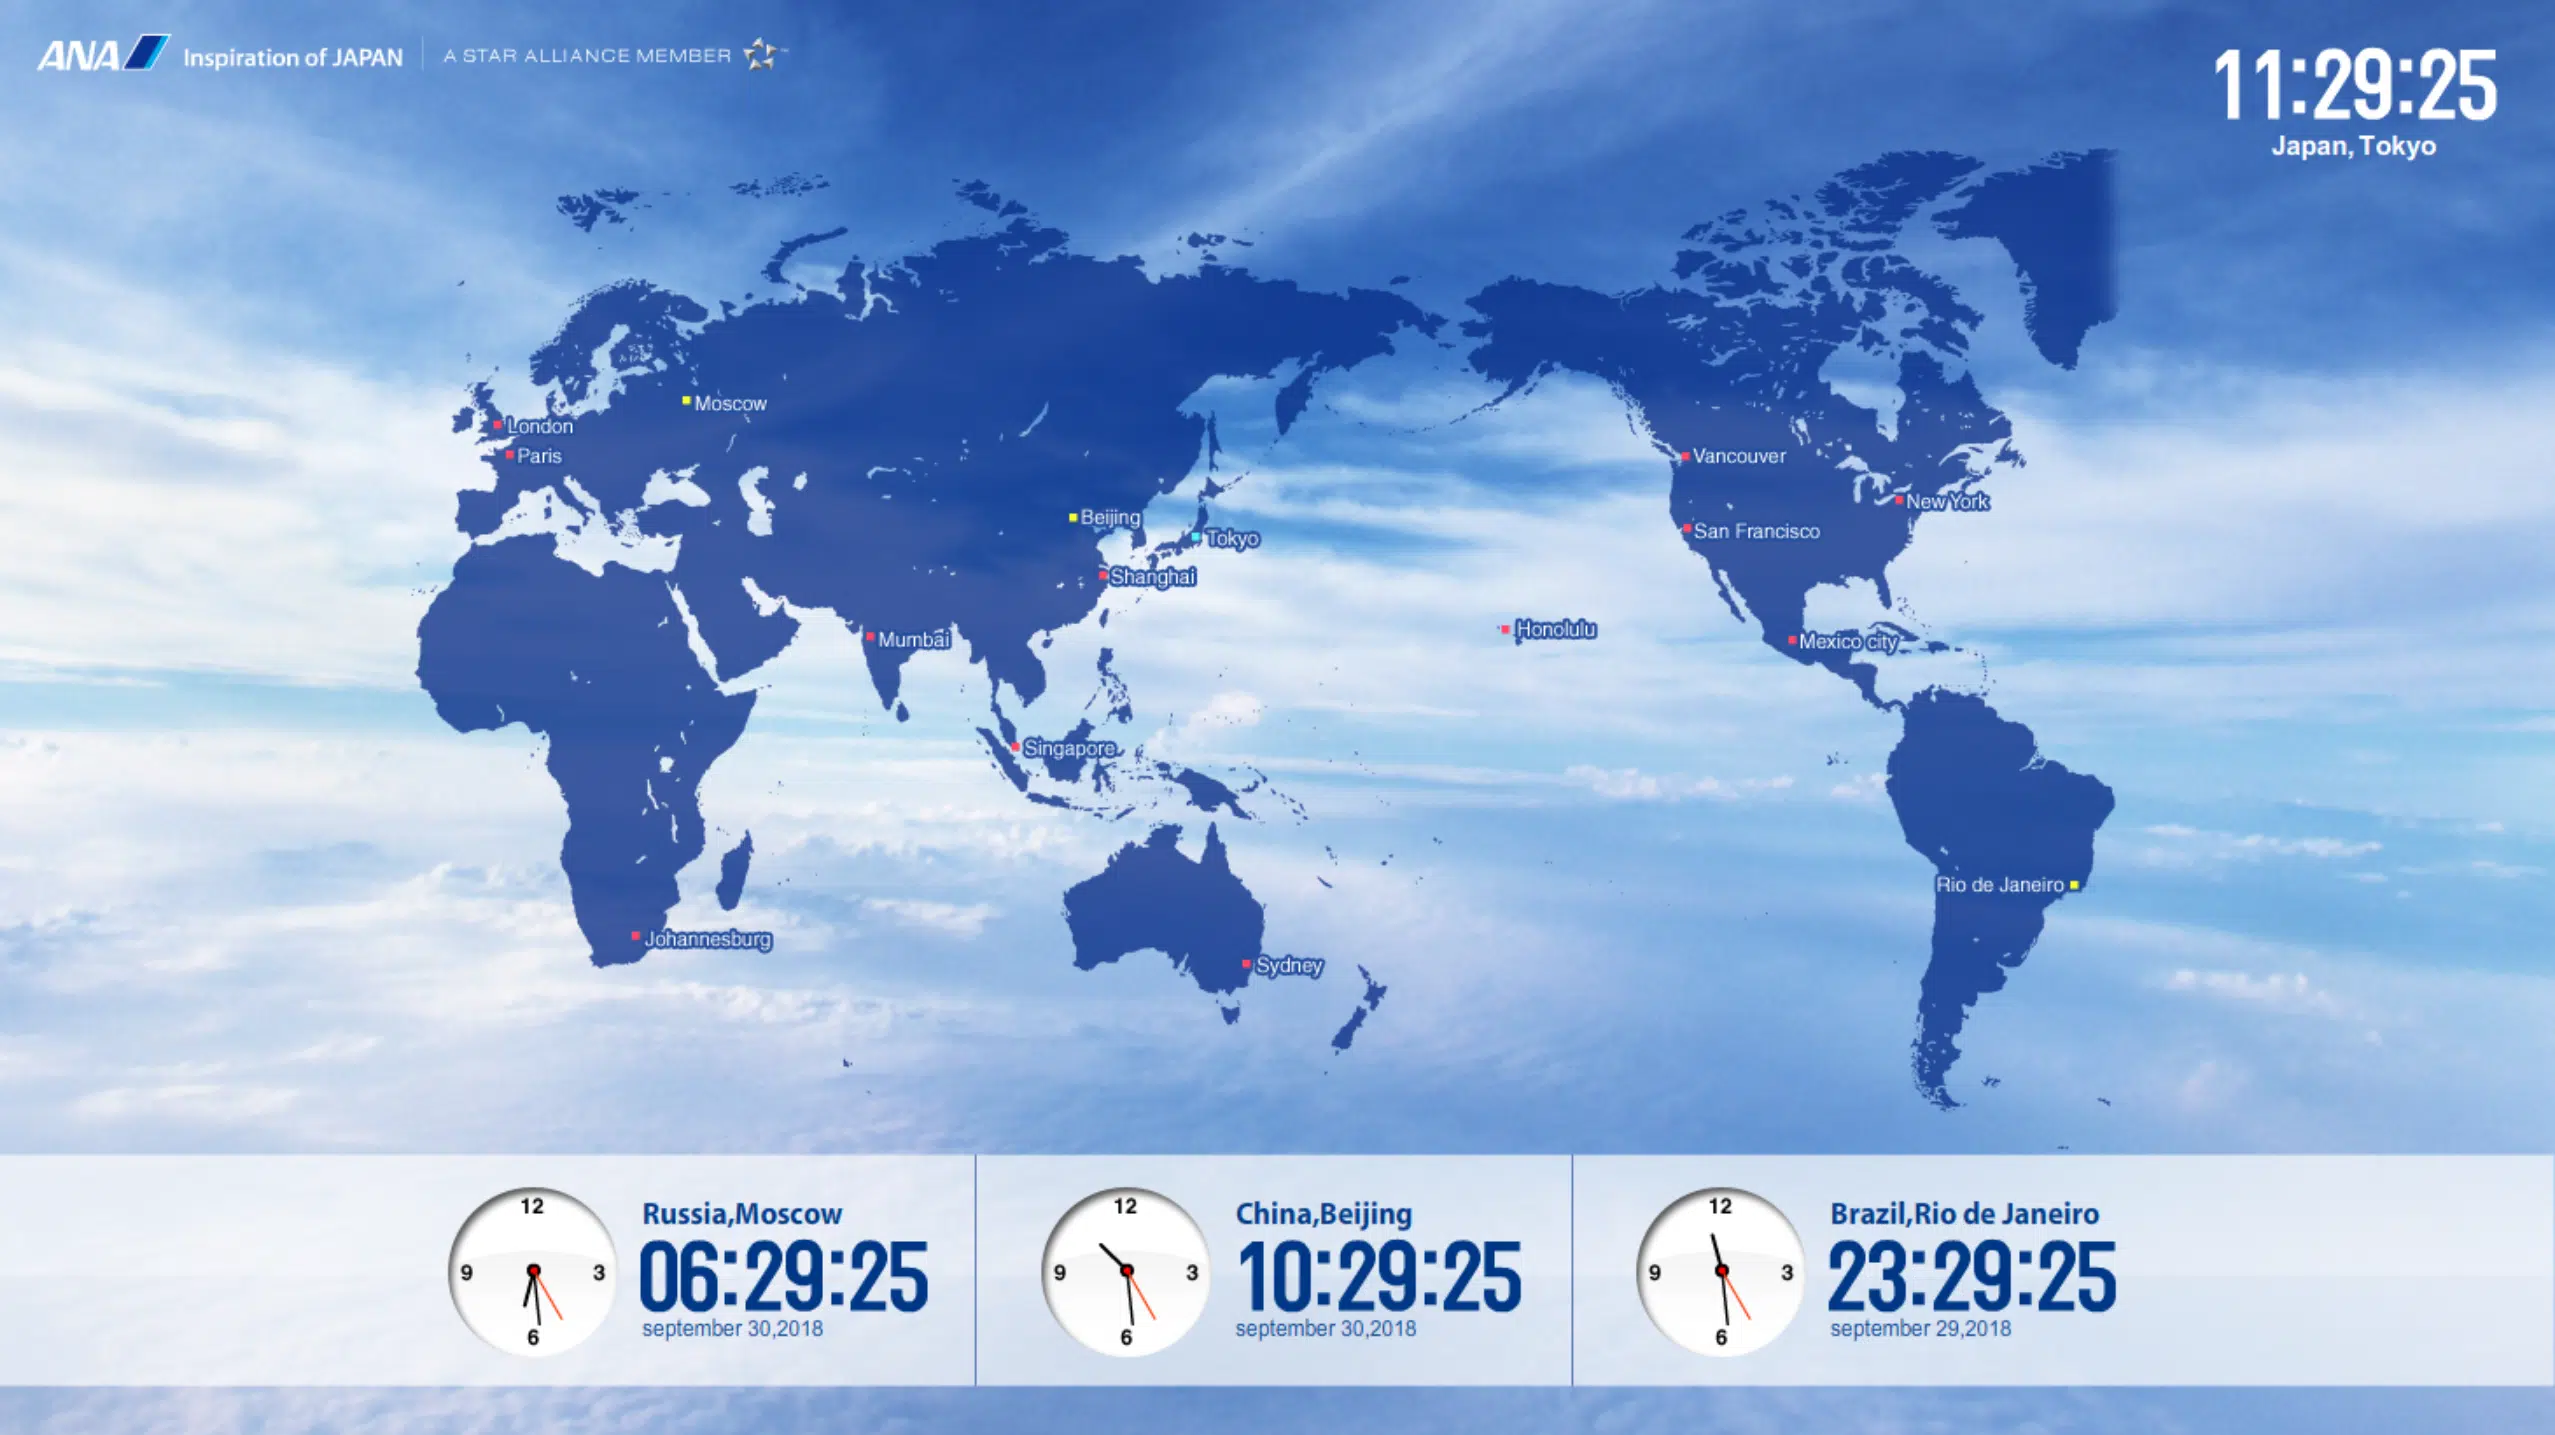 ANA Inspiration of JAPAN A STAR ALLIANCE MEMBER ™
11:29:25
Japan, Tokyo
Moscow
London
Paris
Vancouver
New York
Beijing
San Francisco
Tokyo
Shanghai
Honolulu
Mumbai
Mexico city
Singapore
Rio de Janeiro
Johannesburg
Sydney
12
3
6
9
Russia,Moscow
06:29:25
september 30,2018
12
3
6
9
China,Beijing
10:29:25
september 30,2018
12
3
6
9
Brazil,Rio de Janeiro
23:29:25
september 29,2018